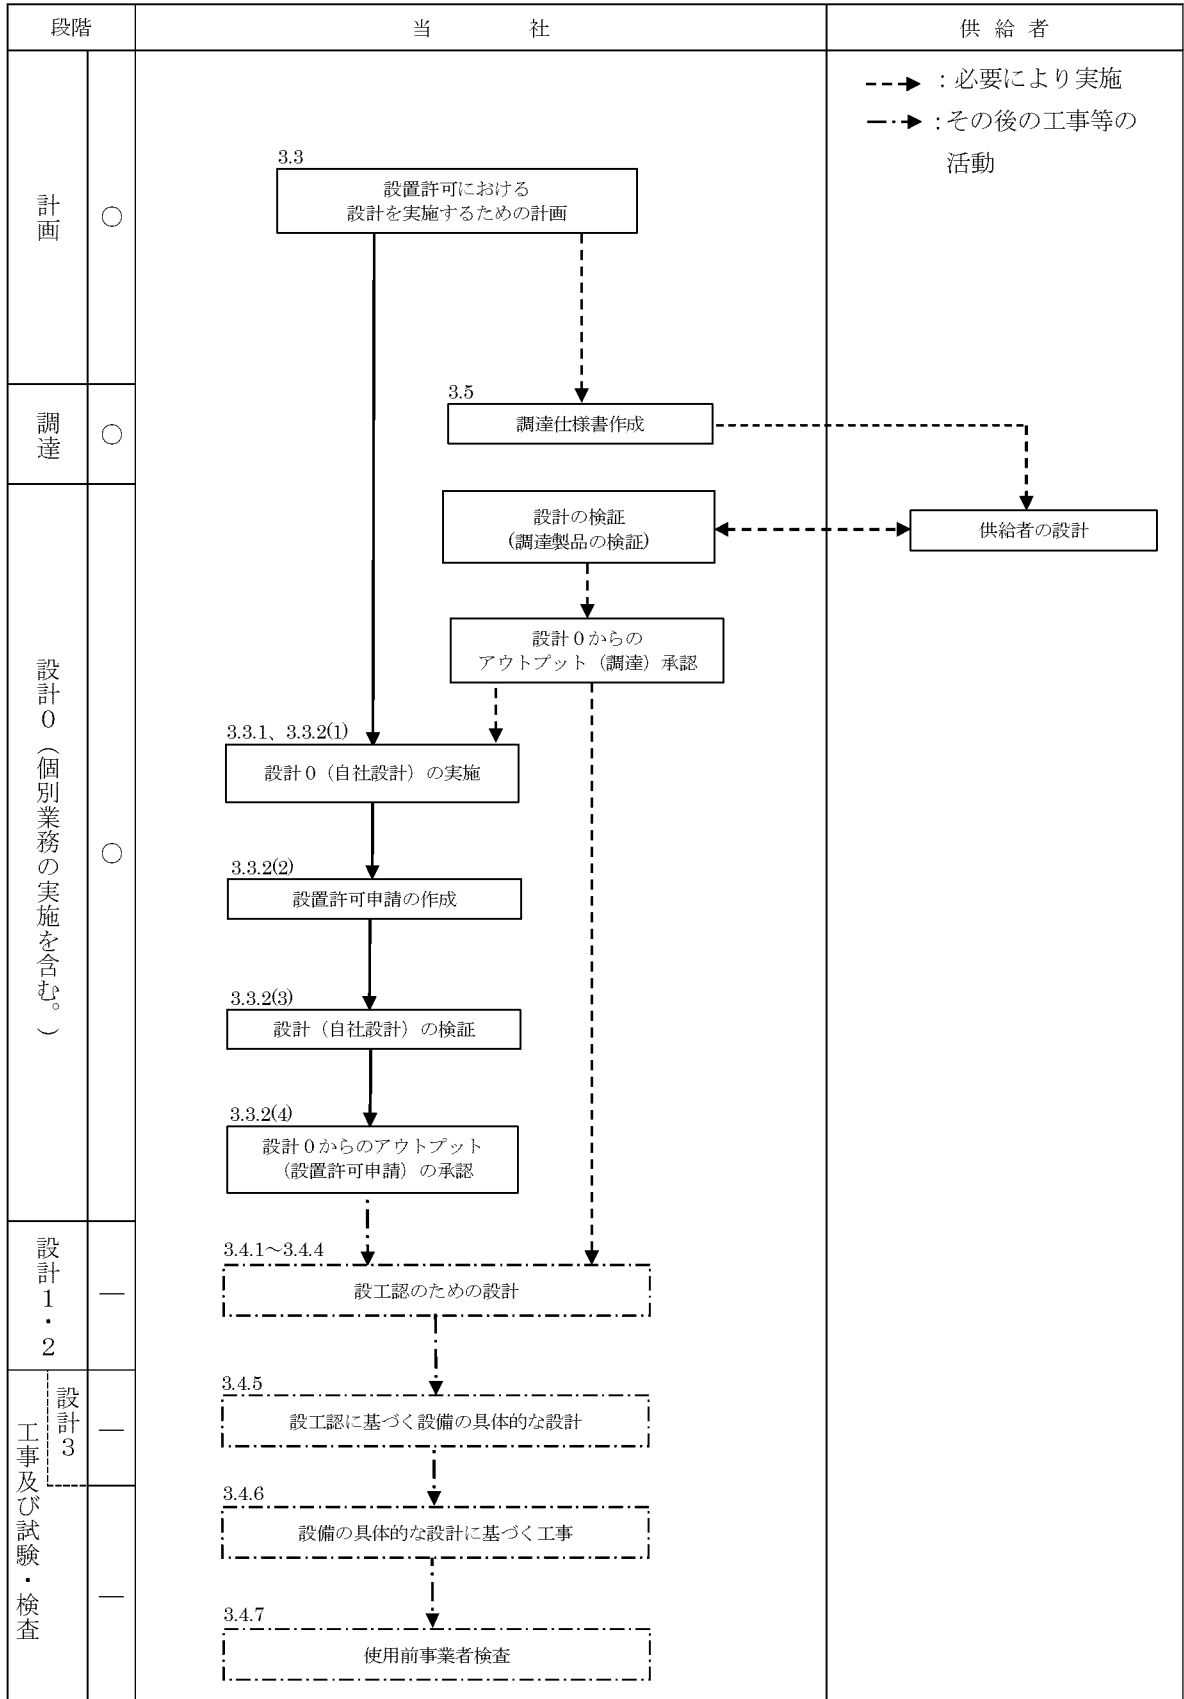 段階
当 社
供 給 者
：必要により実施
：その後の工事等の
活動
計画
○
3.3
設置許可における
設計を実施するための計画
調達
○
3.5
調達仕様書作成
設計０（個別業務の実施を含む。）
○
設計の検証
(調達製品の検証)
供給者の設計
設計０からの
アウトプット（調達）承認
3.3.1、3.3.2(1)
設計０（自社設計）の実施
3.3.2(2)
設置許可申請の作成
3.3.2(3)
設計（自社設計）の検証
3.3.2(4)
設計０からのアウトプット
（設置許可申請）の承認
設計１・２
―
3.4.1～3.4.4
設工認のための設計
工事及び試験・検査
設計３
―
3.4.5
設工認に基づく設備の具体的な設計
―
3.4.6
設備の具体的な設計に基づく工事
3.4.7
使用前事業者検査